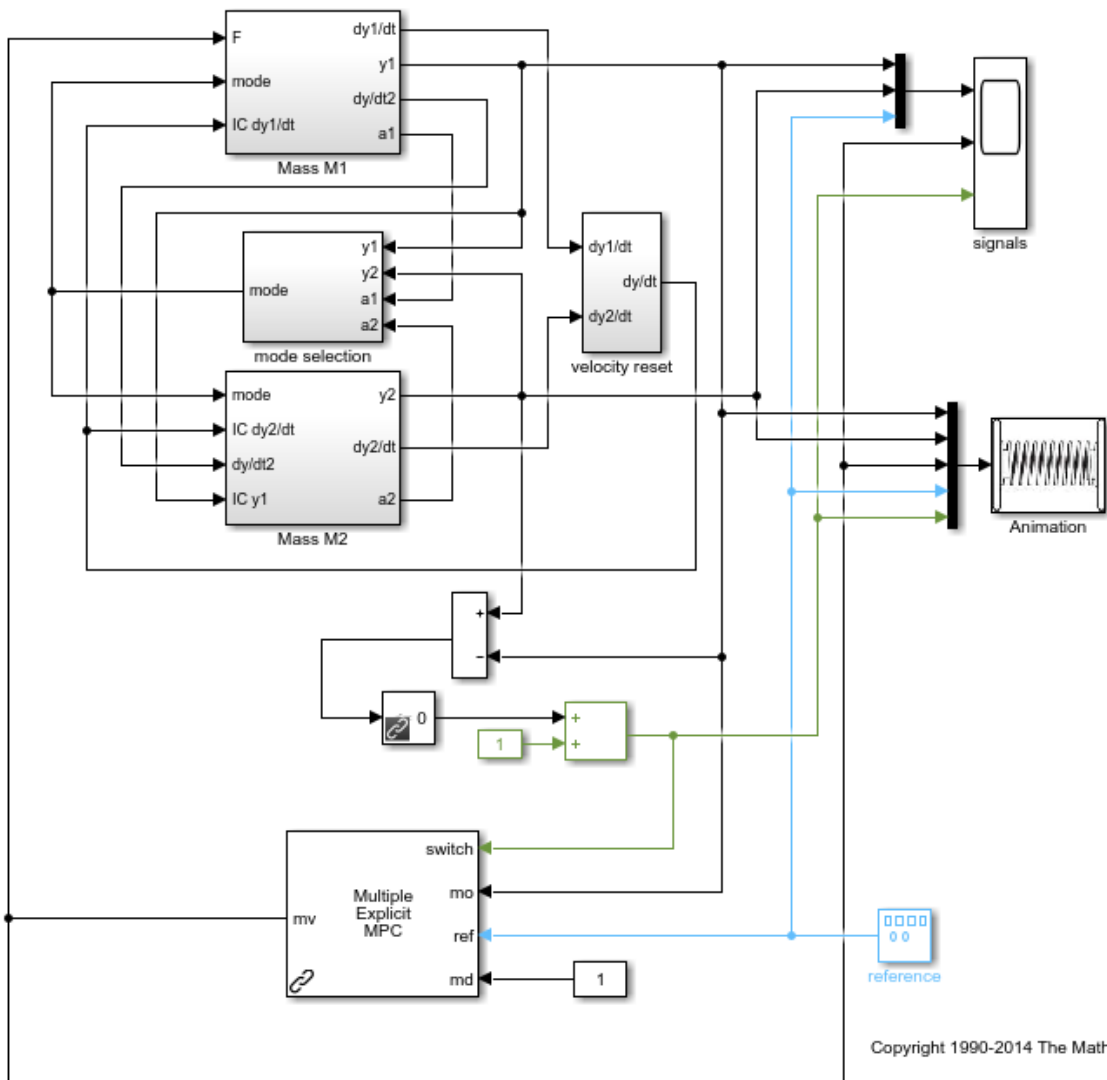 F
mode
IC dy1/dt
dy1/dt
y1
dy/dt2
a1
Mass M1
mode
y1
y2
a1
a2
mode selection
dy1/dt
dy2/dt
dy/dt
velocity reset
signals
mode
IC dy2/dt
dy/dt2
IC y1
y2
dy2/dt
a2
Mass M2
Animation
+
−
0
1
+
+
switch
mo
ref
md
mv
Multiple
Explicit
MPC
1
0 0
reference
Copyright 1990-2014 The Math